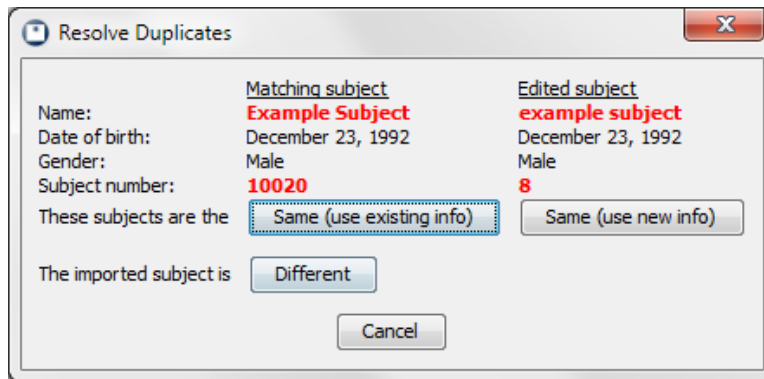 Resolve Duplicates
Matching subject Edited subject
Name: Example Subject example subject
Date of birth: December 23, 1992 December 23, 1992
Gender: Male Male
Subject number: 10020 8
These subjects are the Same (use existing info) Same (use new info)
The imported subject is Different
Cancel